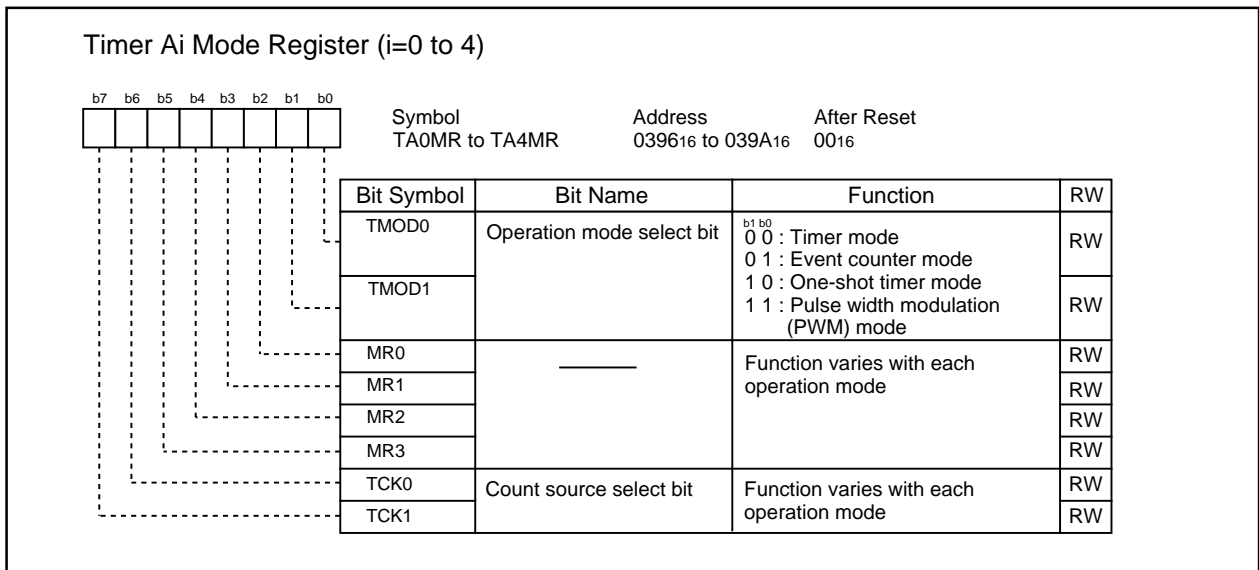 Timer Ai Mode Register (i=0 to 4)
b7 b6 b5 b4 b3 b2 b1 b0
Symbol Address After Reset
TA0MR to TA4MR 039616 to 039A16 0016
Bit Symbol Bit Name Function RW
TMOD0 Operation mode select bit b1 b0
0 0 : Timer mode RW
0 1 : Event counter mode
TMOD1 1 0 : One-shot timer mode RW
1 1 : Pulse width modulation
(PWM) mode
MR0 Function varies with each RW
MR1 operation mode RW
MR2 RW
MR3 RW
TCK0 Count source select bit Function varies with each RW
TCK1 operation mode RW